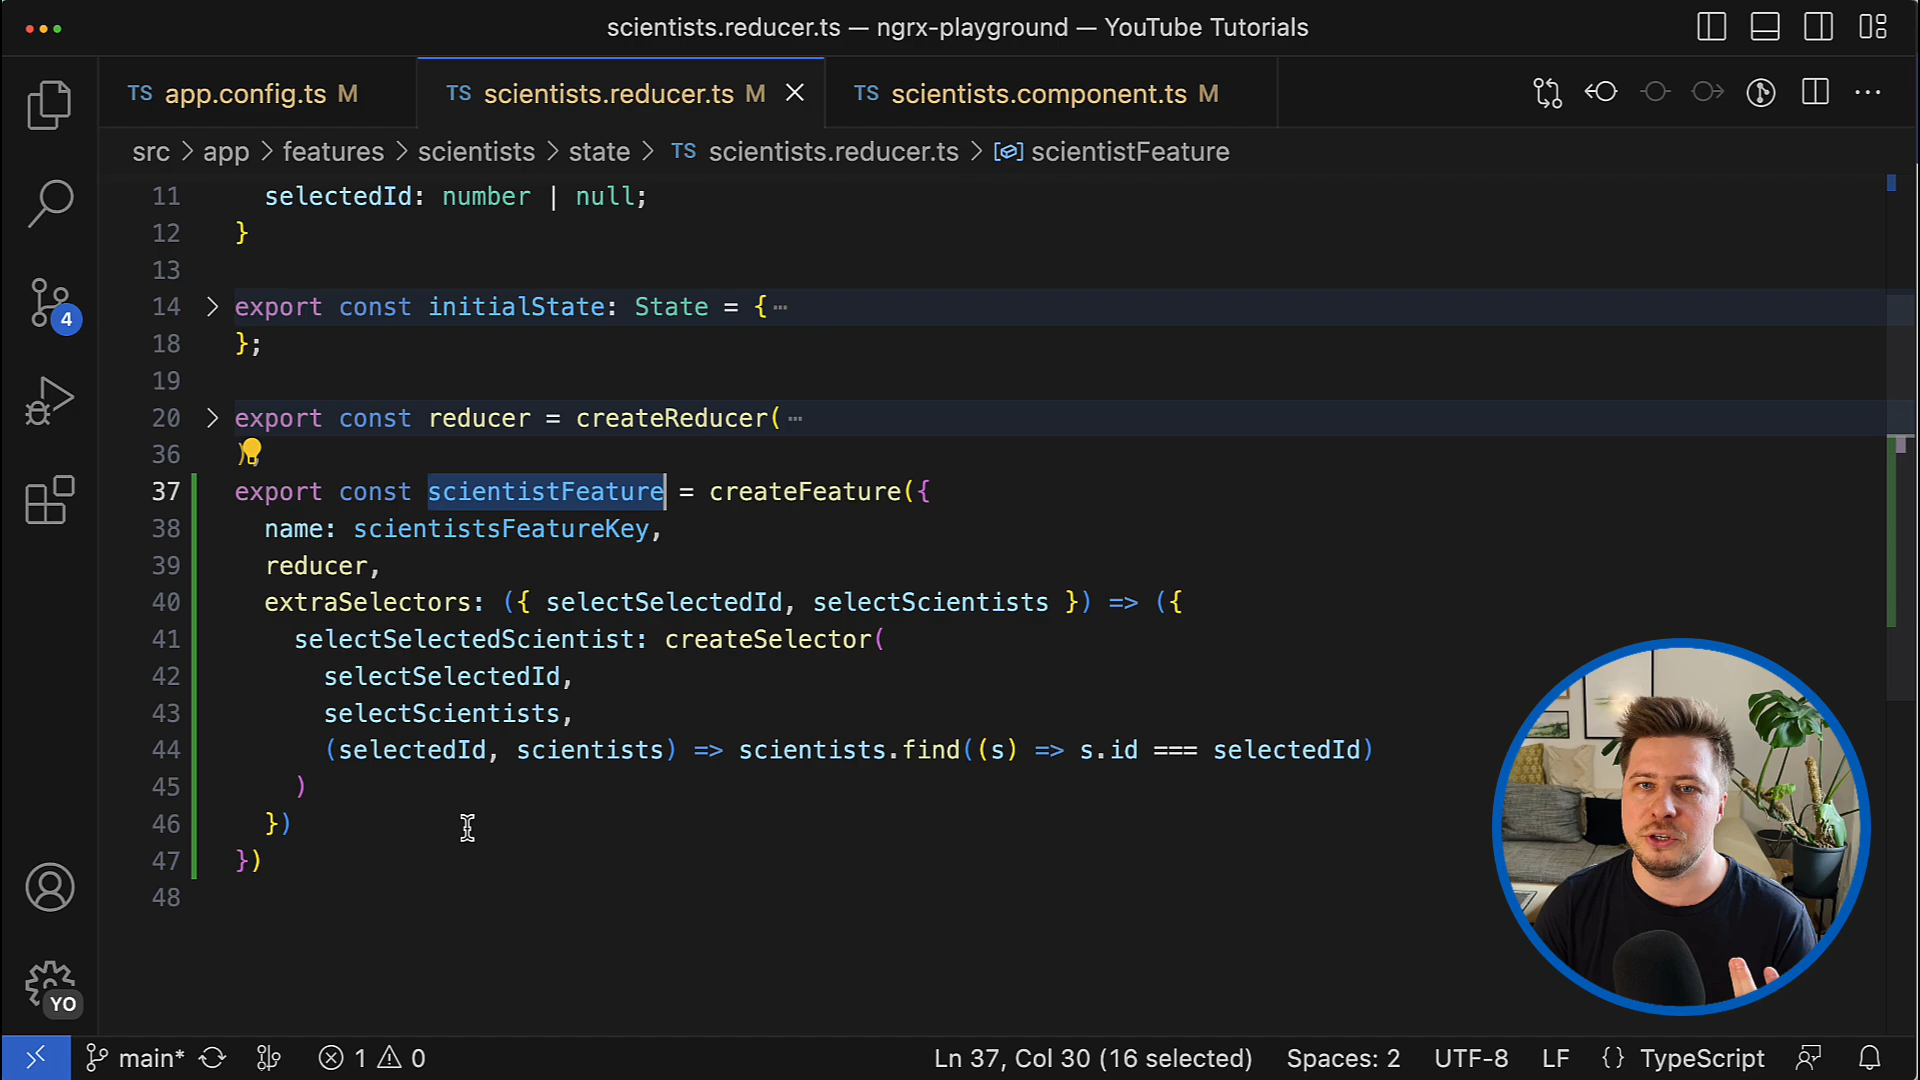 scientists.reducer.ts — ngrx-playground — YouTube Tutorials
TS app.config.ts M
TS scientists.reducer.ts M
TS scientists.component.ts M
src > app > features > scientists > state > TS scientists.reducer.ts > scientistFeature
11 selectedId: number | null;
12 }
13
14 export const initialState: State = { ⋯
18 };
19
20 export const reducer = createReducer( ⋯
36 );
37 export const scientistFeature = createFeature({
38 name: scientistsFeatureKey,
39 reducer,
40 extraSelectors: ({ selectSelectedId, selectScientists }) => ({
41 selectSelectedScientist: createSelector(
42 selectSelectedId,
43 selectScientists,
44 (selectedId, scientists) => scientists.find((s) => s.id === selectedId)
45 )
46 })
47 })
48
4
YO
main* 1 0 Ln 37, Col 30 (16 selected) Spaces: 2 UTF-8 LF {} TypeScript